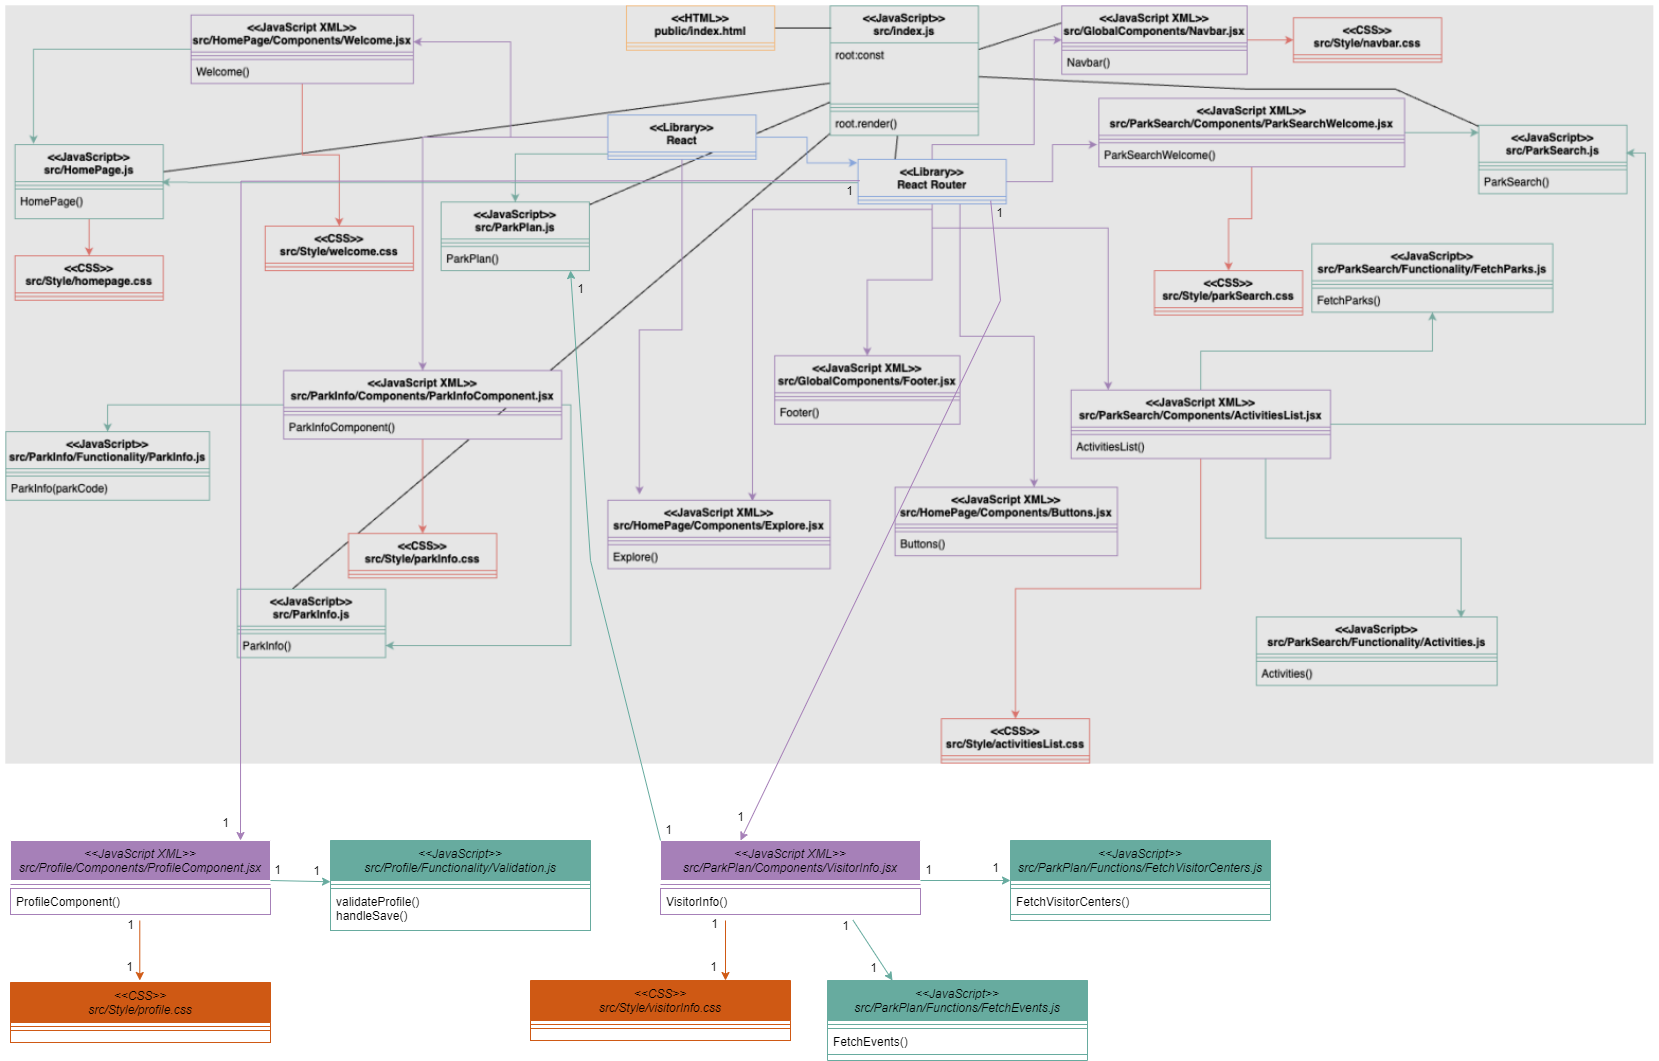 <<JavaScript XML>>
src/HomePage/Components/Welcome.jsx
Welcome()
<<HTML>>
public/index.html
<<JavaScript>>
src/index.js
root:const
root.render()
<<JavaScript XML>>
src/GlobalComponents/Navbar.jsx
Navbar()
<<CSS>>
src/Style/navbar.css
<<Library>>
React
<<JavaScript XML>>
src/ParkSearch/Components/ParkSearchWelcome.jsx
ParkSearchWelcome()
<<JavaScript>>
src/ParkSearch.js
ParkSearch()
<<JavaScript>>
src/HomePage.js
HomePage()
<<Library>>
React Router
1
1
<<JavaScript>>
src/ParkPlan.js
ParkPlan()
1
<<CSS>>
src/Style/welcome.css
<<CSS>>
src/Style/homepage.css
<<JavaScript>>
src/ParkSearch/Functionality/FetchParks.js
FetchParks()
<<CSS>>
src/Style/parkSearch.css
<<JavaScript XML>>
src/ParkInfo/Components/ParkInfoComponent.jsx
ParkInfoComponent()
<<JavaScript XML>>
src/GlobalComponents/Footer.jsx
Footer()
<<JavaScript XML>>
src/ParkSearch/Components/ActivitiesList.jsx
ActivitiesList()
<<JavaScript>>
src/ParkInfo/Functionality/ParkInfo.js
ParkInfo(parkCode)
<<JavaScript XML>>
src/HomePage/Components/Explore.jsx
Explore()
<<JavaScript XML>>
src/HomePage/Components/Buttons.jsx
Buttons()
<<CSS>>
src/Style/parkInfo.css
<<JavaScript>>
src/ParkInfo.js
ParkInfo()
<<JavaScript>>
src/ParkSearch/Functionality/Activities.js
Activities()
<<CSS>>
src/Style/activitiesList.css
1
1
1
<<JavaScript XML>>
src/Profile/Components/ProfileComponent.jsx
ProfileComponent()
1
1
<<JavaScript>>
src/Profile/Functionality/Validation.js
validateProfile()
handleSave()
<<JavaScript XML>>
src/ParkPlan/Components/VisitorInfo.jsx
VisitorInfo()
1
1
<<JavaScript>>
src/ParkPlan/Functions/FetchVisitorCenters.js
FetchVisitorCenters()
1
1
1
1
1
1
<<CSS>>
src/Style/profile.css
<<CSS>>
src/Style/visitorInfo.css
<<JavaScript>>
src/ParkPlan/Functions/FetchEvents.js
FetchEvents()